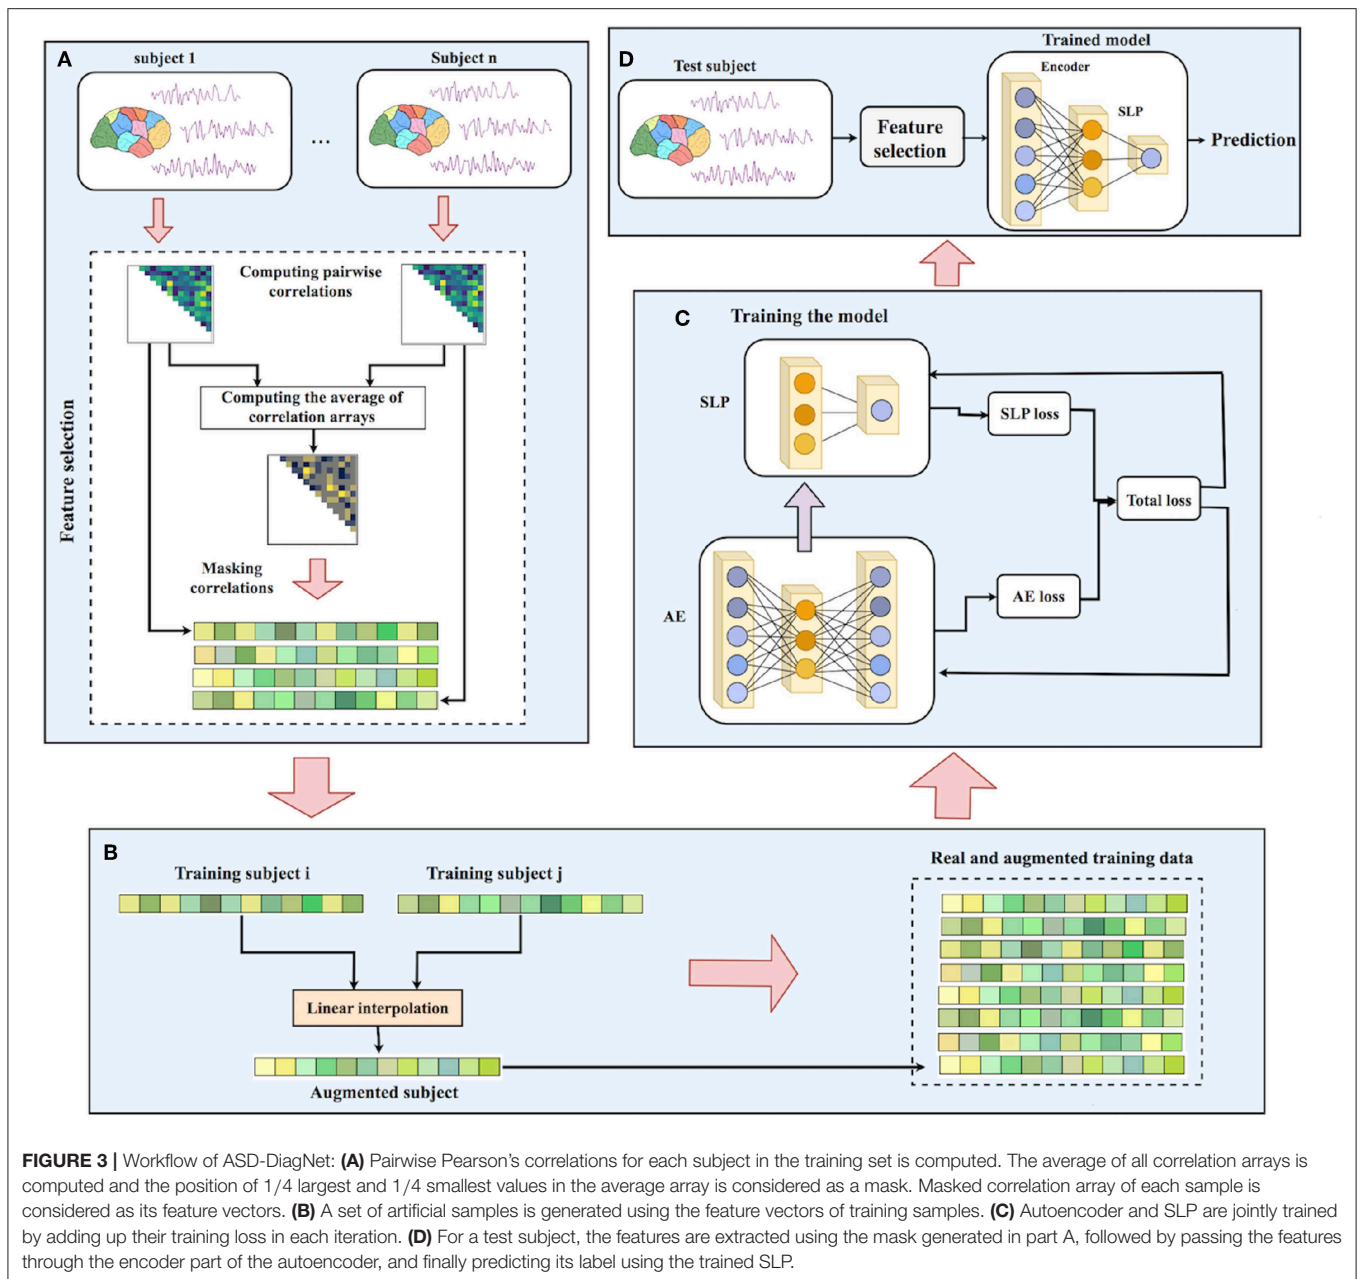 A
subject 1
Subject n
...
Computing pairwise
correlations
Computing the average of
correlation arrays
Feature selection
Masking
correlations
D
Test subject
Feature
selection
Trained model
Encoder
SLP
Prediction
C
Training the model
SLP
SLP loss
Total loss
AE
AE loss
B
Training subject i
Training subject j
Linear interpolation
Augmented subject
Real and augmented training data
FIGURE 3 | Workflow of ASD-DiagNet: (A) Pairwise Pearson's correlations for each subject in the training set is computed. The average of all correlation arrays is
computed and the position of 1/4 largest and 1/4 smallest values in the average array is considered as a mask. Masked correlation array of each sample is
considered as its feature vectors. (B) A set of artificial samples is generated using the feature vectors of training samples. (C) Autoencoder and SLP are jointly trained
by adding up their training loss in each iteration. (D) For a test subject, the features are extracted using the mask generated in part A, followed by passing the features
through the encoder part of the autoencoder, and finally predicting its label using the trained SLP.